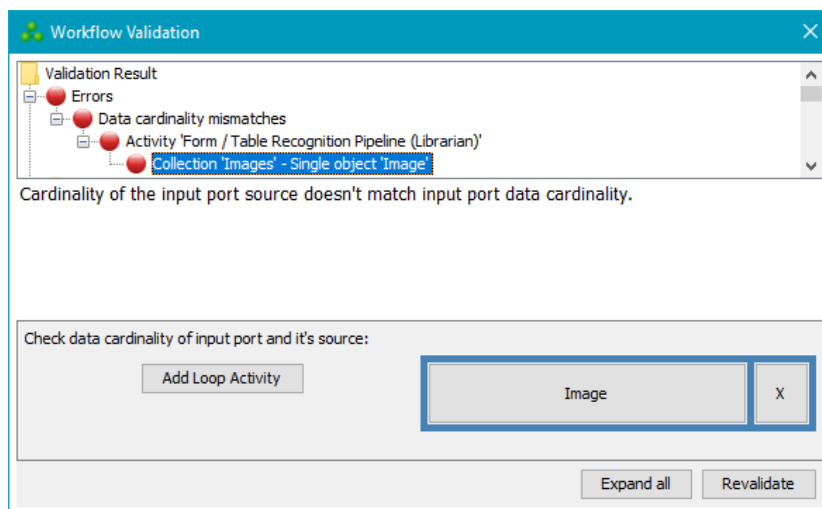 Workflow Validation
Validation Result
Errors
Data cardinality mismatches
Activity 'Form / Table Recognition Pipeline (Librarian)'
Collection 'Images' - Single object 'Image'
Cardinality of the input port source doesn't match input port data cardinality.
Check data cardinality of input port and it's source:
Add Loop Activity
Image
X
Expand all
Revalidate